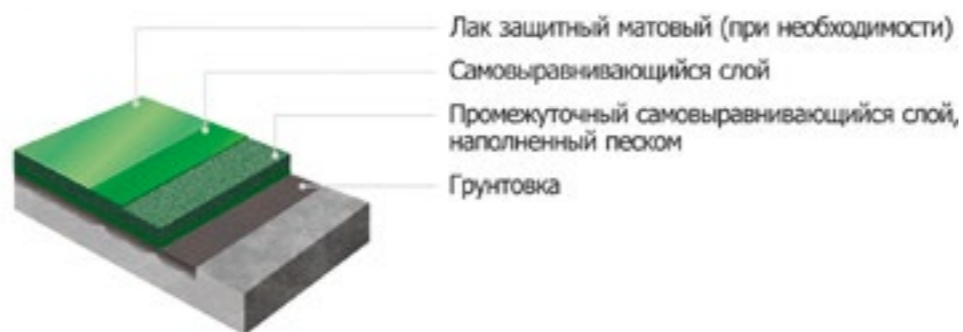 Лак защитный матовый (при необходимости)
Самовыравнивающийся слой
Промежуточный самовыравнивающийся слой,
наполненный песком
Грунтовка